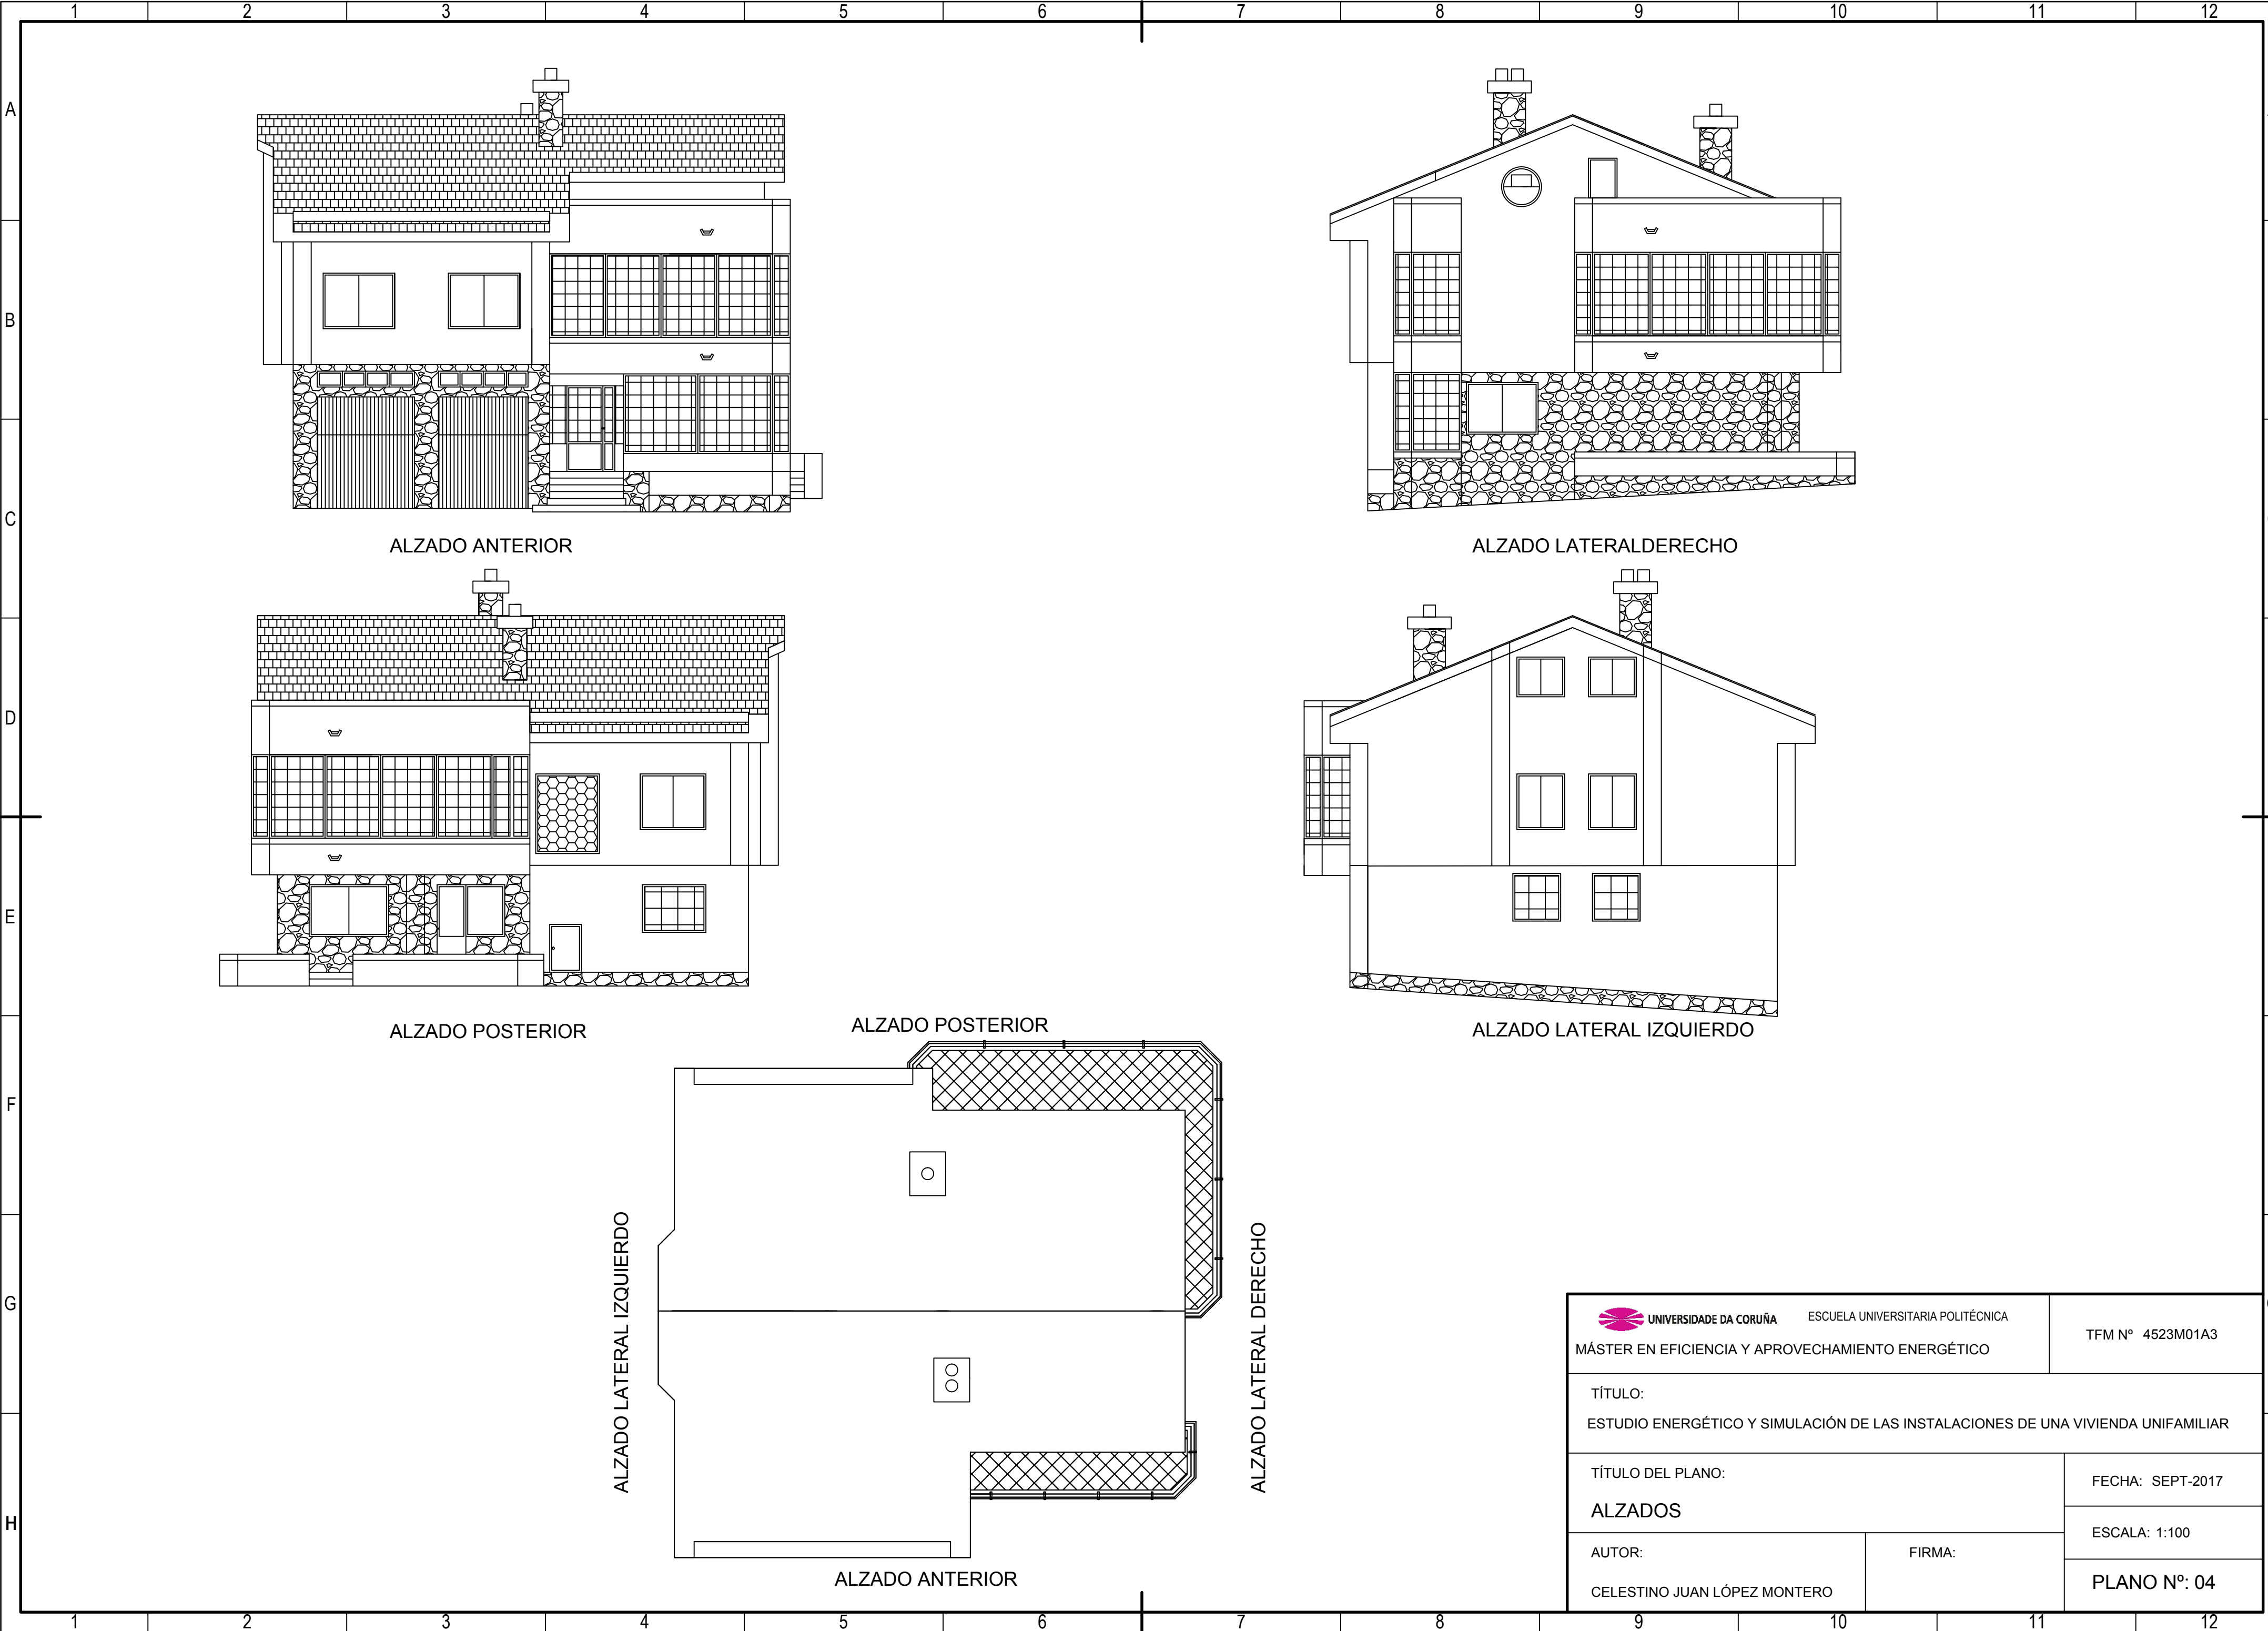 1 2 3 4 5 6 7 8 9 10 11 12
A
B
C
D
E
F
G
H
ALZADO ANTERIOR
ALZADO LATERALDERECHO
ALZADO POSTERIOR
ALZADO LATERAL IZQUIERDO
ALZADO POSTERIOR
ALZADO LATERAL IZQUIERDO
ALZADO LATERAL DERECHO
ALZADO ANTERIOR
UNIVERSIDADE DA CORUÑA
ESCUELA UNIVERSITARIA POLITÉCNICA
MÁSTER EN EFICIENCIA Y APROVECHAMIENTO ENERGÉTICO
TFM Nº 4523M01A3
TÍTULO:
ESTUDIO ENERGÉTICO Y SIMULACIÓN DE LAS INSTALACIONES DE UNA VIVIENDA UNIFAMILIAR
TÍTULO DEL PLANO:
ALZADOS
FECHA: SEPT-2017
ESCALA: 1:100
AUTOR:
CELESTINO JUAN LÓPEZ MONTERO
FIRMA:
PLANO Nº: 04
1 2 3 4 5 6 7 8 9 10 11 12